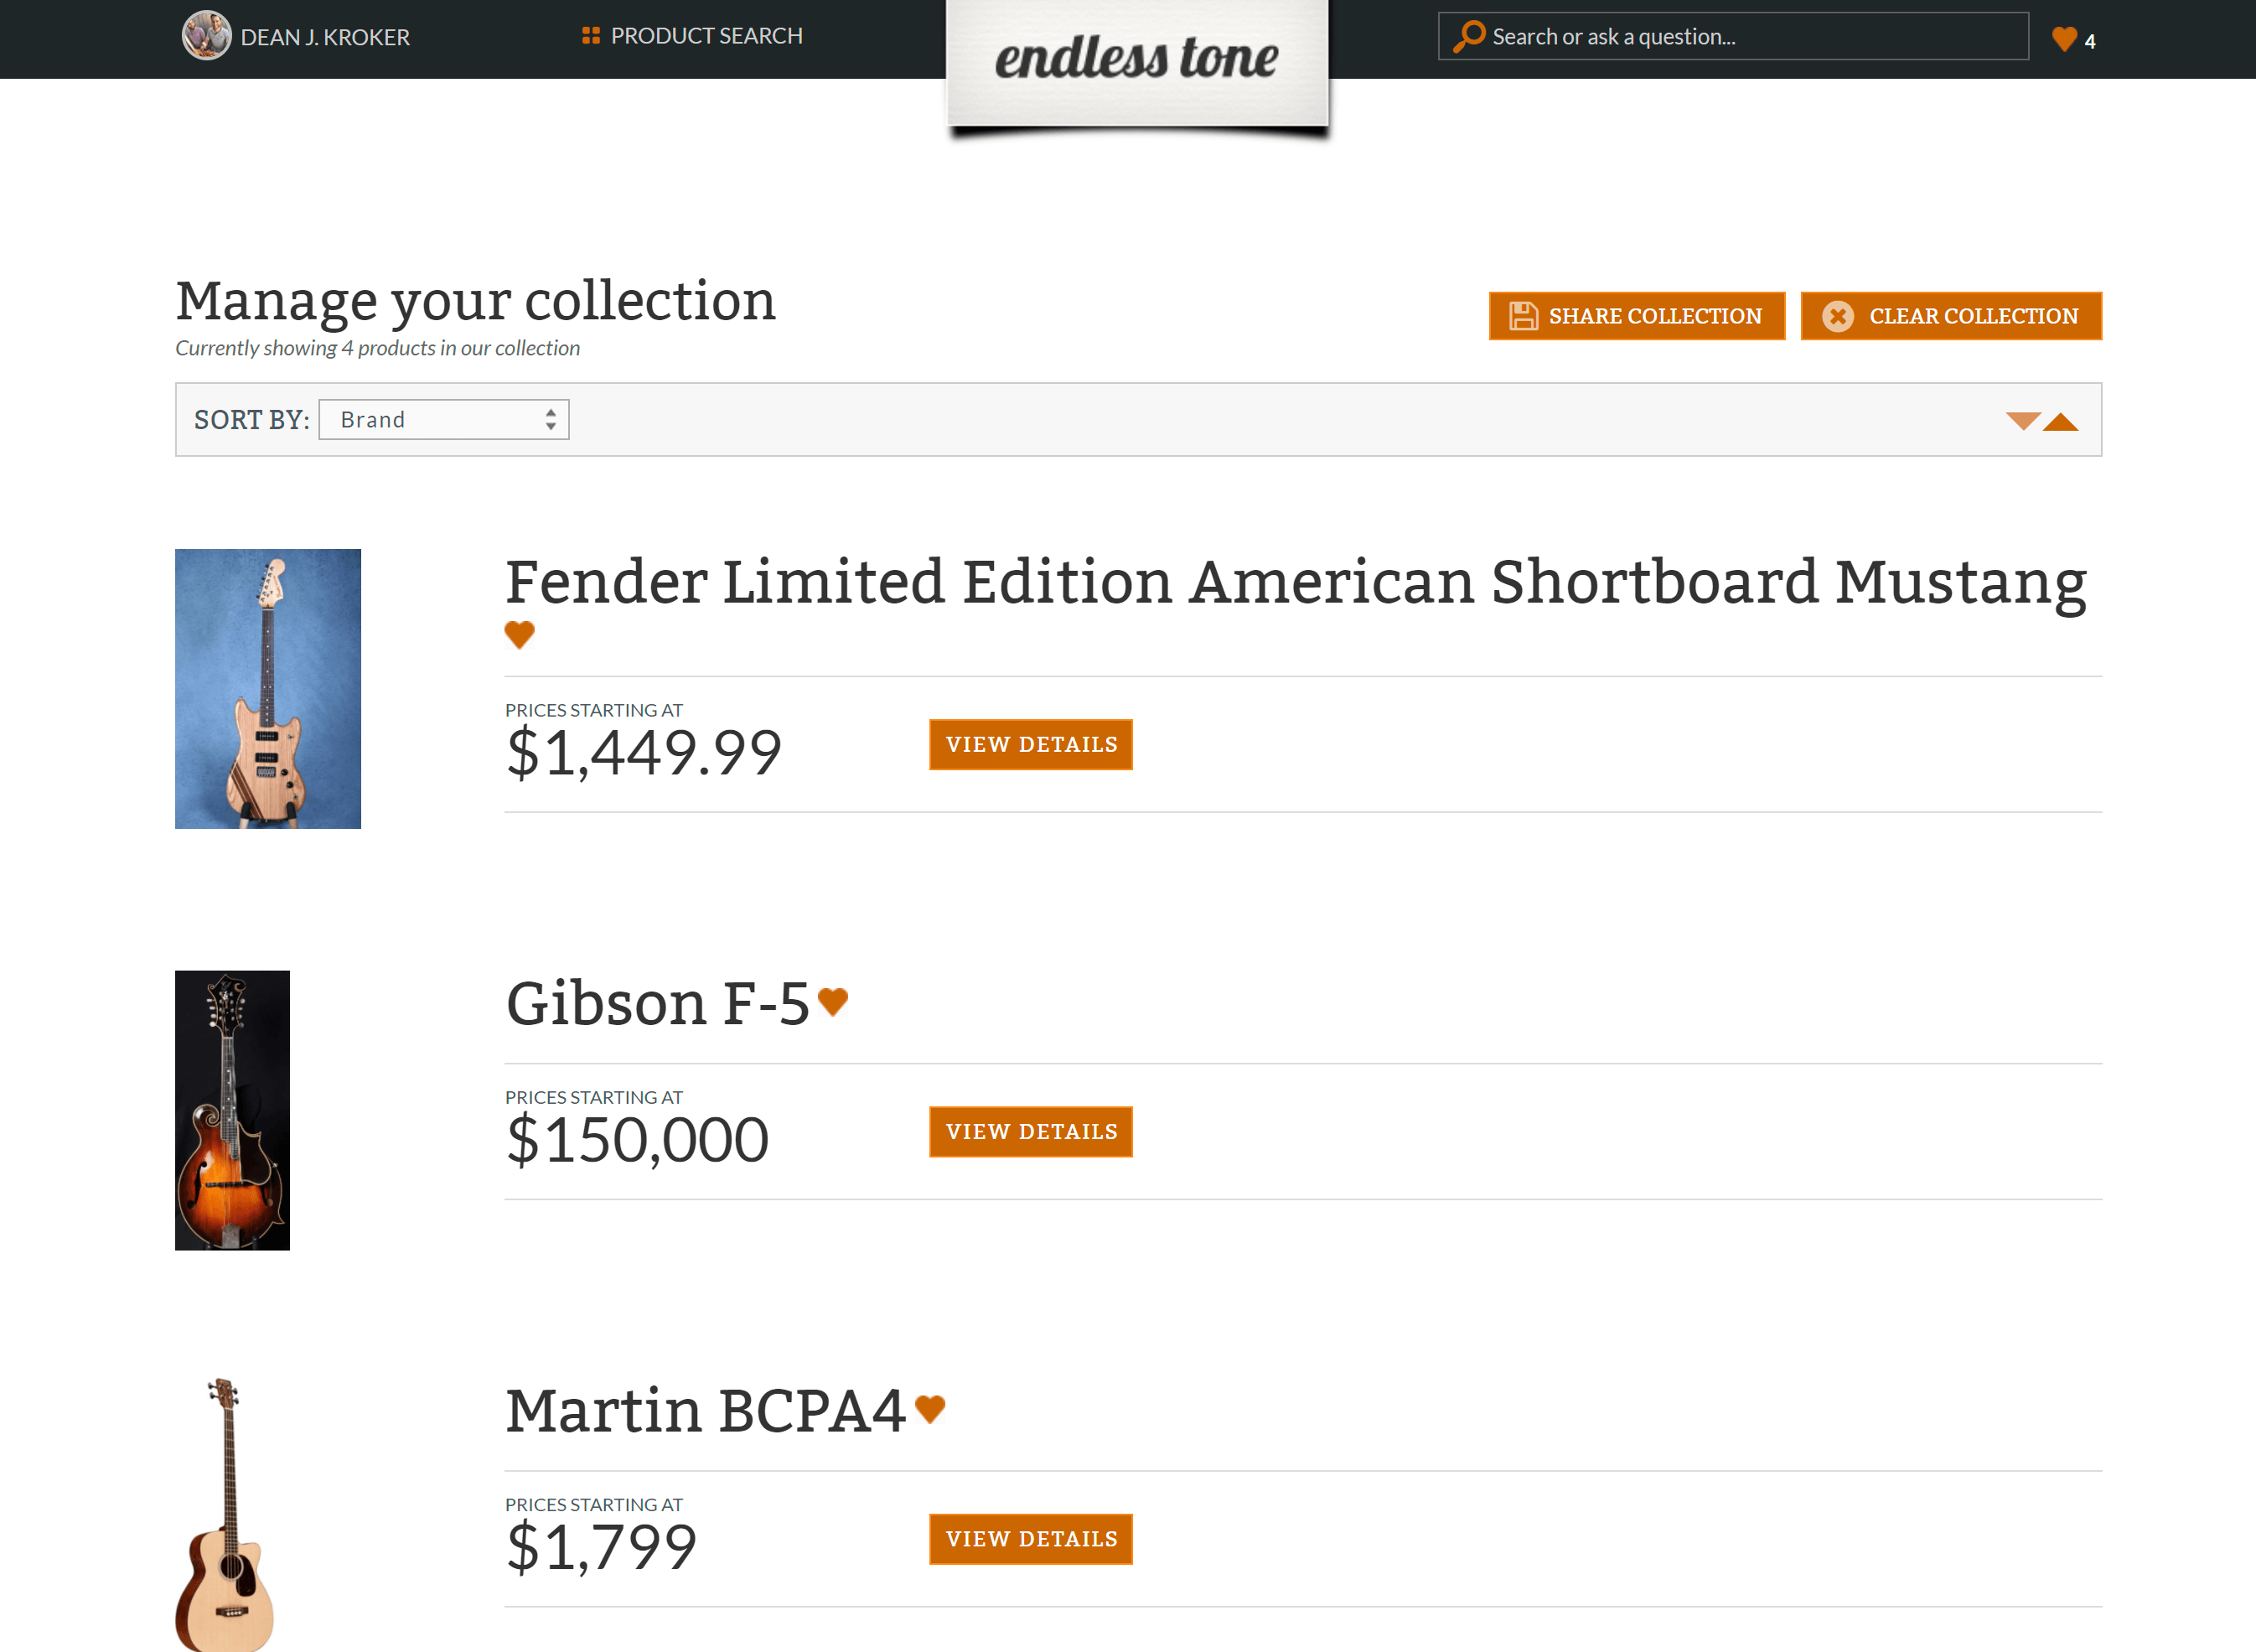 DEAN J. KROKER
PRODUCT SEARCH
endless tone
Search or ask a question...
4
Manage your collection
Currently showing 4 products in our collection
SHARE COLLECTION
CLEAR COLLECTION
SORT BY: Brand
Fender Limited Edition American Shortboard Mustang
PRICES STARTING AT
$1,449.99
VIEW DETAILS
Gibson F-5
PRICES STARTING AT
$150,000
VIEW DETAILS
Martin BCPA4
PRICES STARTING AT
$1,799
VIEW DETAILS